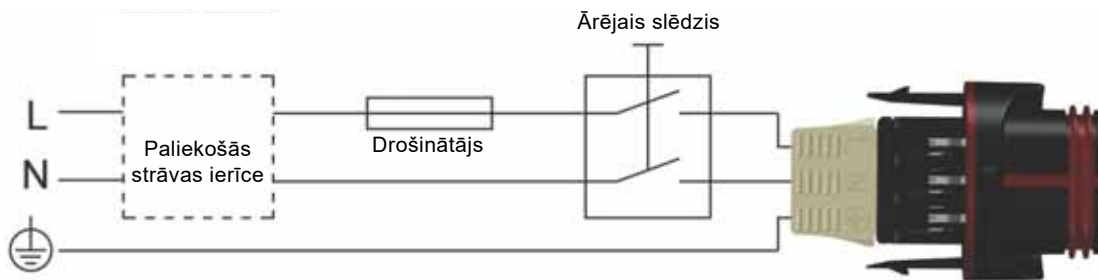 Ārējais slēdzis
L
Paliekošās
strāvas ierīce
Drošinātājs
N
L
N